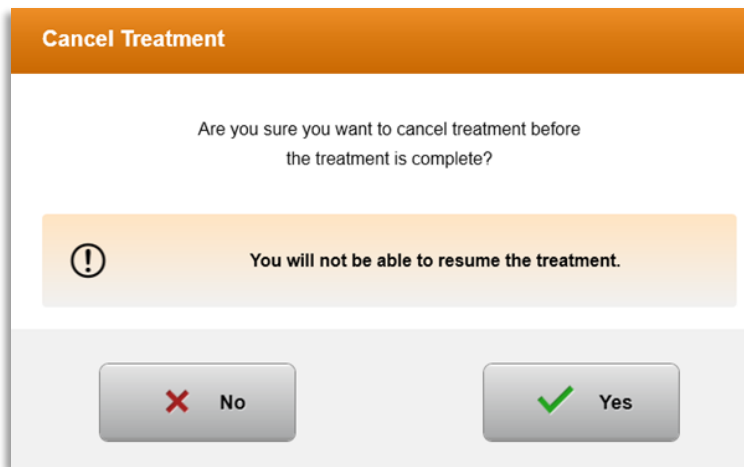 Cancel Treatment
Are you sure you want to cancel treatment before
the treatment is complete?
You will not be able to resume the treatment.
No
Yes